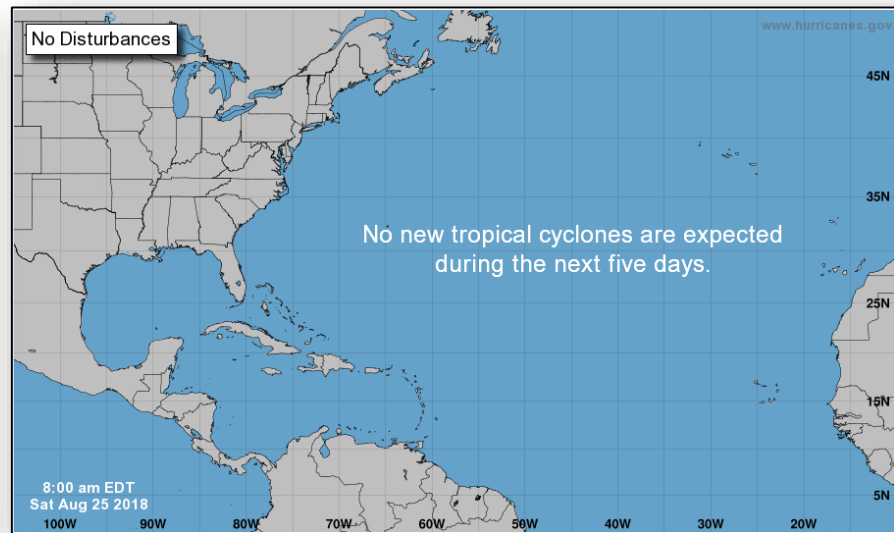 No Disturbances
www.hurricanes.gov
45N
35N
No new tropical cyclones are expected
during the next five days.
25N
15N
8:00 am EDT
Sat Aug 25 2018
5N
100W 90W 80W 70W 60W 50W 40W 30W 20W